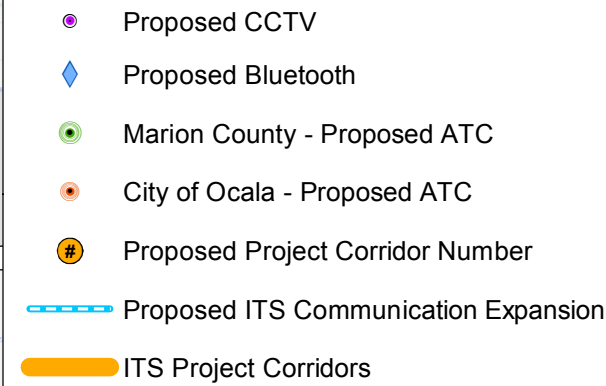 Proposed CCTV
Proposed Bluetooth
Marion County - Proposed ATC
City of Ocala - Proposed ATC
# Proposed Project Corridor Number
Proposed ITS Communication Expansion
ITS Project Corridors